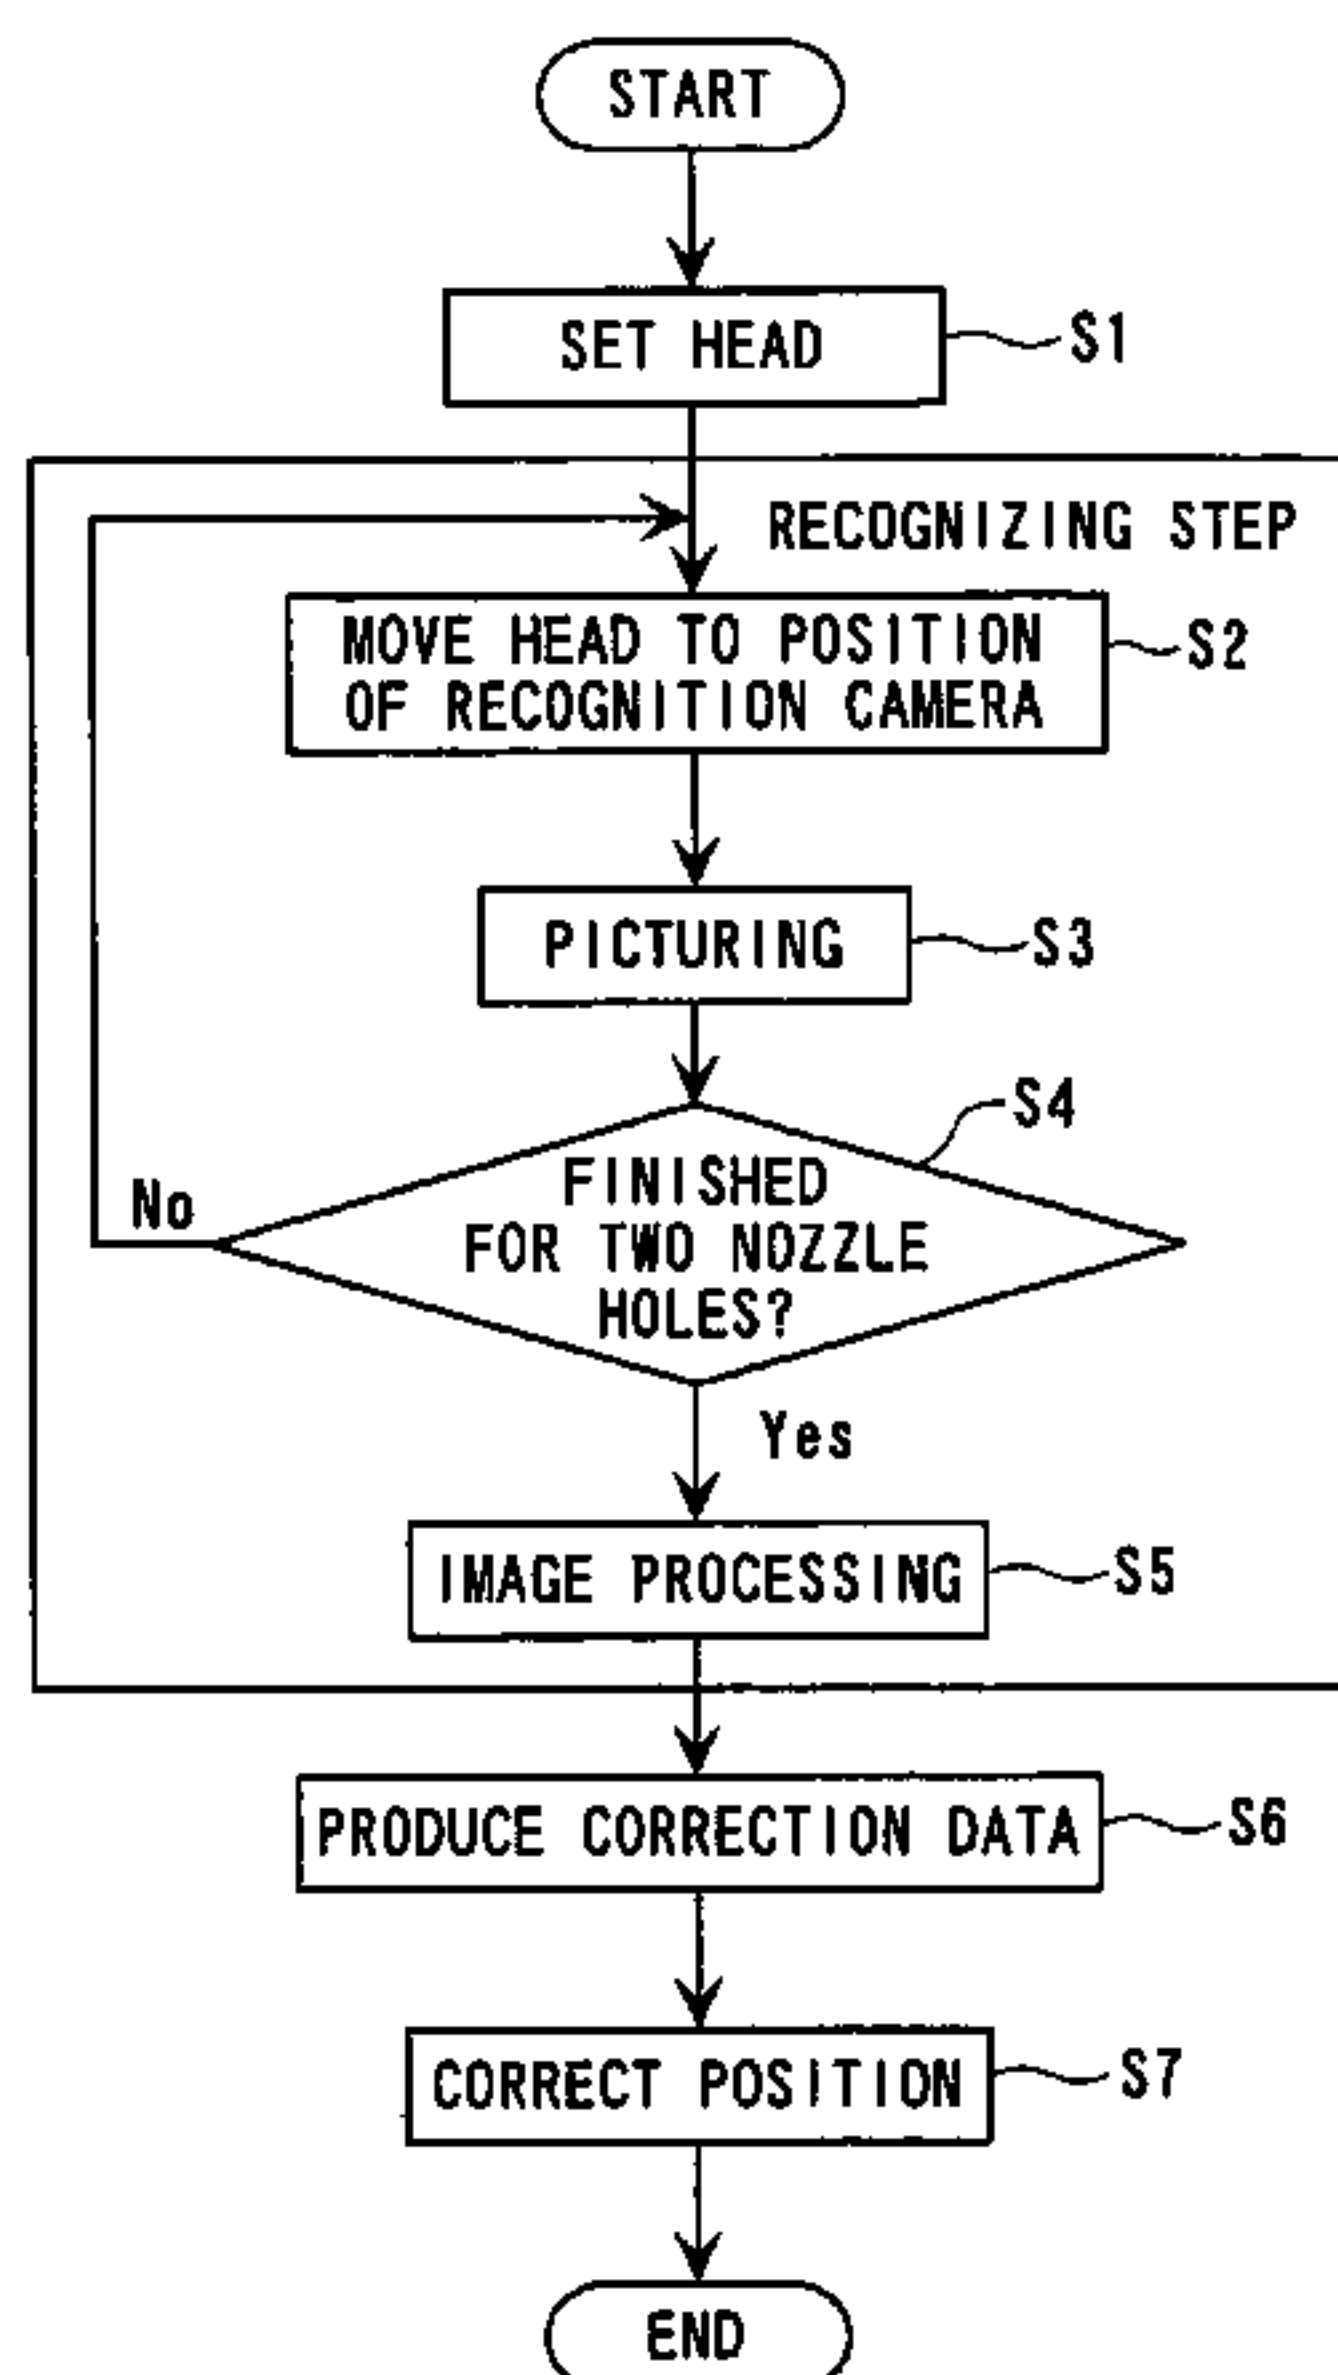 START
SET HEAD
S1
RECOGNIZING STEP
MOVE HEAD TO POSITION
OF RECOGNITION CAMERA
S2
PICTURING
S3
S4
FINISHED
FOR TWO NOZZLE
HOLES?
No
Yes
IMAGE PROCESSING
S5
PRODUCE CORRECTION DATA
S6
CORRECT POSITION
S7
END